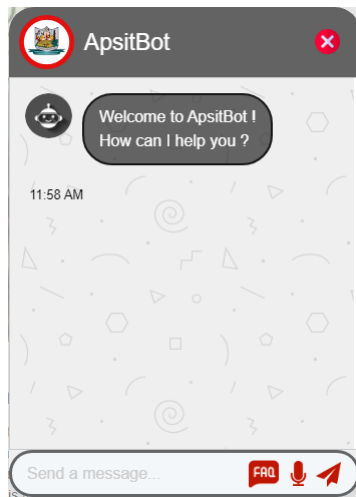 ApsitBot
Welcome to ApsitBot !
How can I help you ?
11:58 AM
Send a message...
FAQ